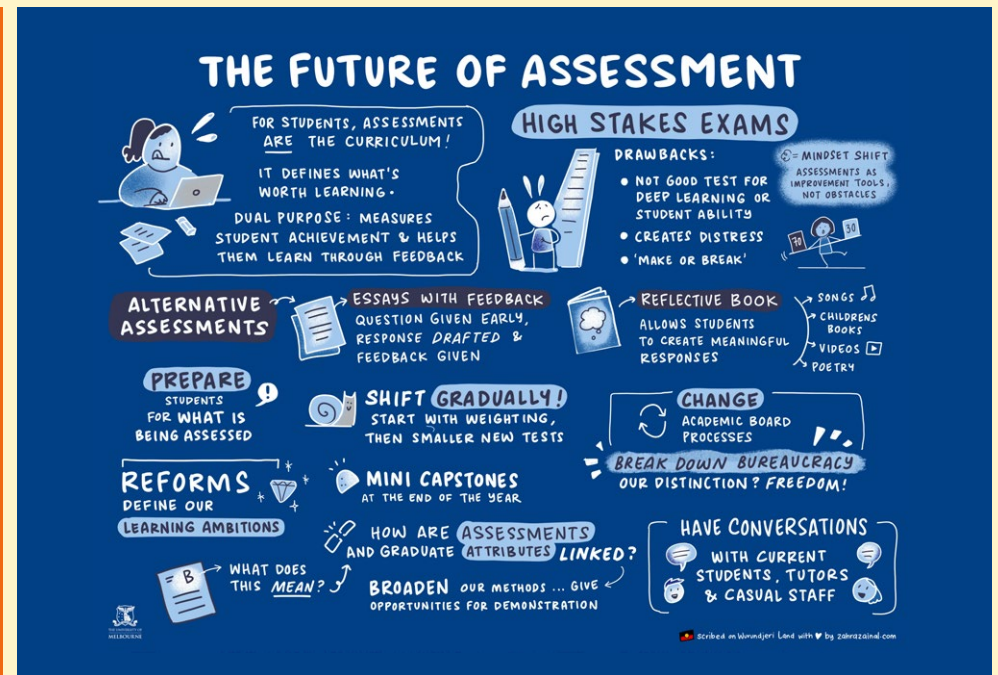 THE FUTURE OF ASSESSMENT
FOR STUDENTS, ASSESSMENTS
ARE THE CURRICULUM!
IT DEFINES WHAT'S
WORTH LEARNING.
DUAL PURPOSE: MEASURES
STUDENT ACHIEVEMENT & HELPS
THEM LEARN THROUGH FEEDBACK
HIGH STAKES EXAMS
DRAWBACKS:
• NOT GOOD TEST FOR
DEEP LEARNING OR
STUDENT ABILITY
• CREATES DISTRESS
• 'MAKE OR BREAK'
= MINDSET SHIFT
ASSESSMENTS AS
IMPROVEMENT TOOLS,
NOT OBSTACLES
70
30
ALTERNATIVE
ASSESSMENTS
ESSAYS WITH FEEDBACK
QUESTION GIVEN EARLY,
RESPONSE DRAFTED &
FEEDBACK GIVEN
REFLECTIVE BOOK
ALLOWS STUDENTS
TO CREATE MEANINGFUL
RESPONSES
SONGS
CHILDRENS
BOOKS
VIDEOS
POETRY
PREPARE
STUDENTS
FOR WHAT IS
BEING ASSESSED
!
SHIFT GRADUALLY!
START WITH WEIGHTING,
THEN SMALLER NEW TESTS
CHANGE
ACADEMIC BOARD
PROCESSES
BREAK DOWN BUREAUCRACY
OUR DISTINCTION? FREEDOM!
REFORMS
DEFINE OUR
LEARNING AMBITIONS
MINI CAPSTONES
AT THE END OF THE YEAR
B
WHAT DOES
THIS MEAN?
HOW ARE ASSESSMENTS
AND GRADUATE ATTRIBUTES LINKED?
BROADEN OUR METHODS ... GIVE
OPPORTUNITIES FOR DEMONSTRATION
HAVE CONVERSATIONS
WITH CURRENT
STUDENTS, TUTORS
& CASUAL STAFF
THE UNIVERSITY OF
MELBOURNE
scribed on Wurundjeri Land with ♥ by zahrazainal.com